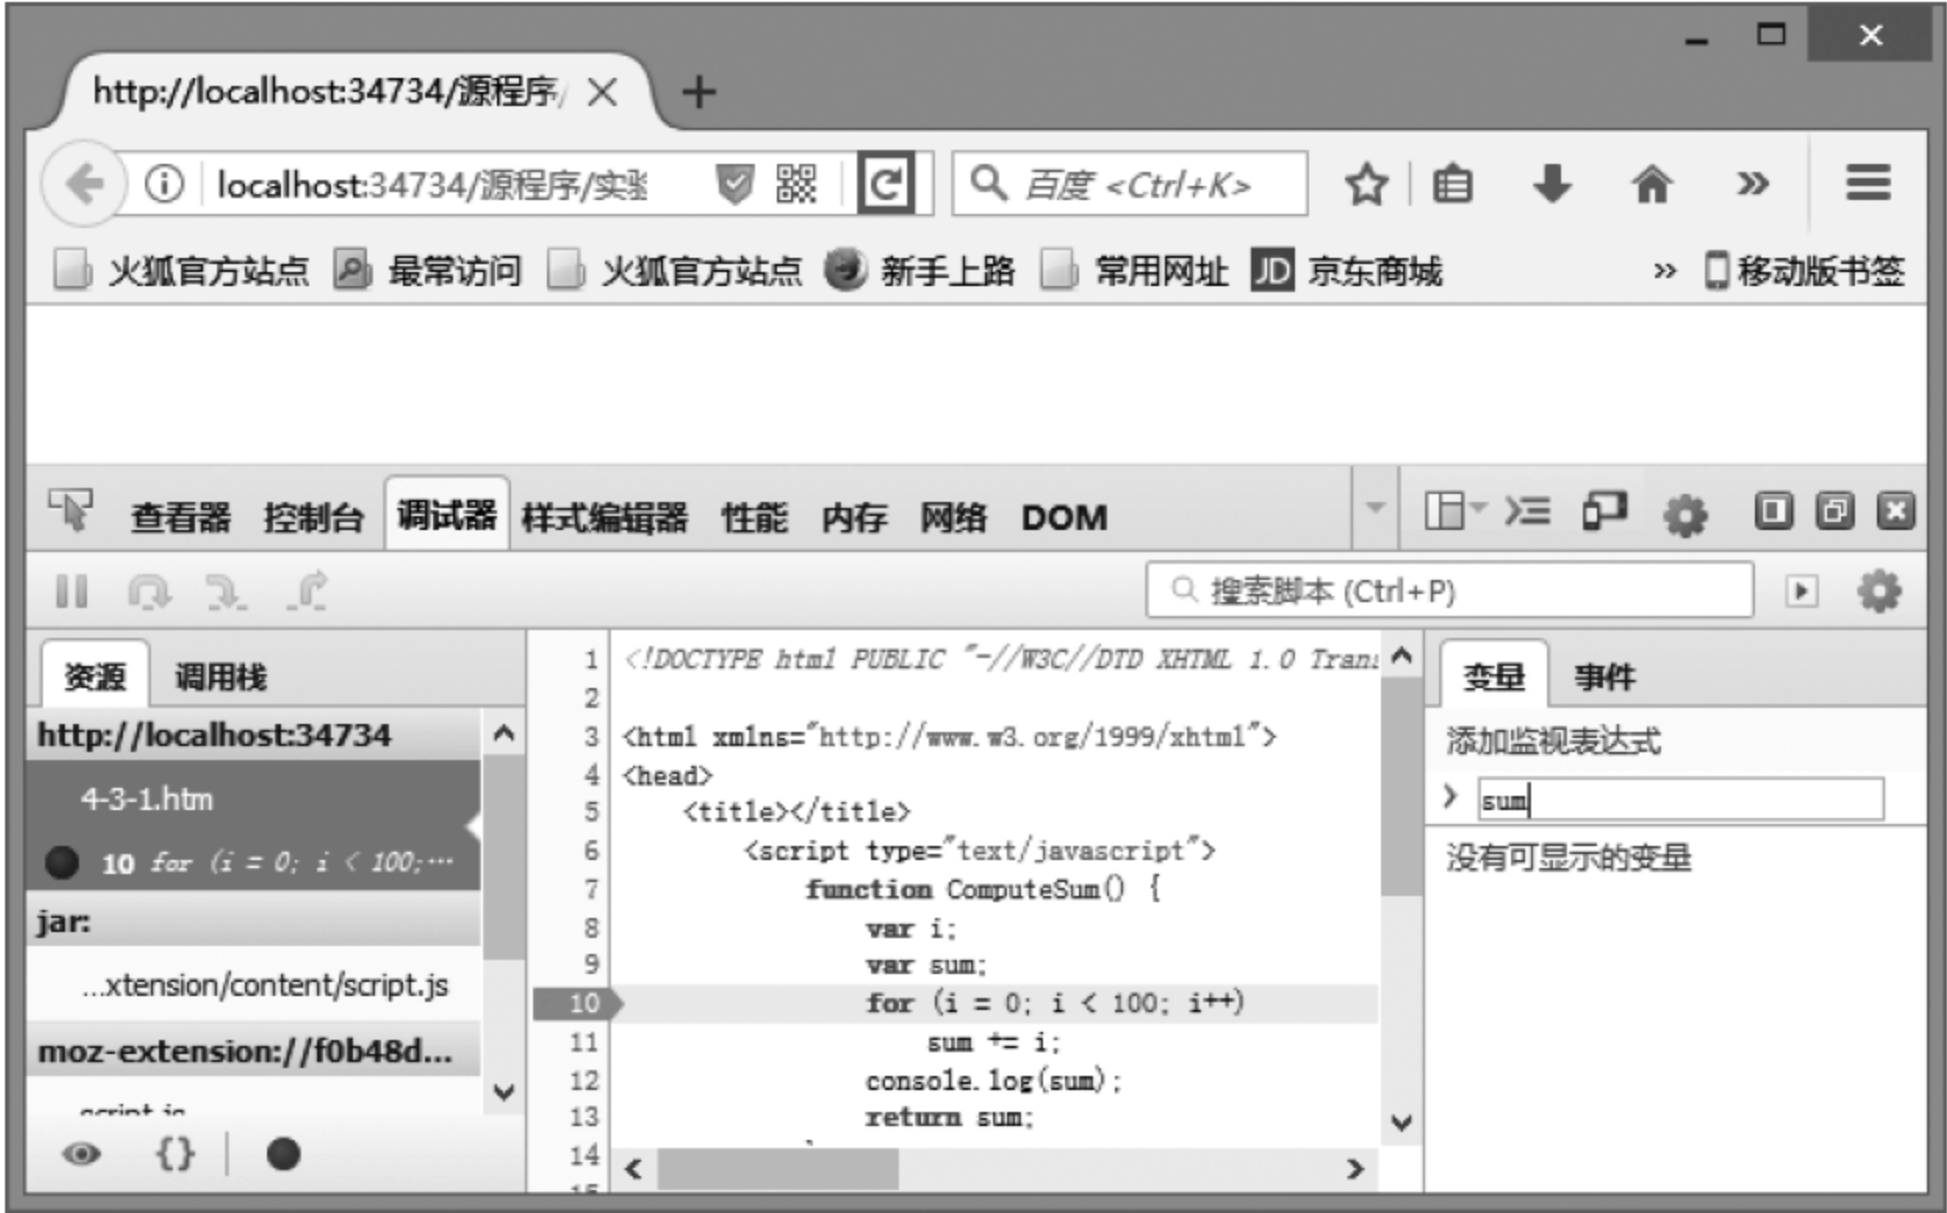 http://localhost:34734/源程序/
localhost:34734/源程序/实验
百度 <Ctrl+K>
火狐官方站点 最常访问 火狐官方站点 新手上路 常用网址 JD 京东商城 » 移动版书签
查看器 控制台 调试器 样式编辑器 性能 内存 网络 DOM
搜索脚本 (Ctrl+P)
资源 调用栈
http://localhost:34734
4-3-1.htm
10 for (i = 0; i < 100;···
jar:
...xtension/content/script.js
moz-extension://f0b48d...
script.js
{}
1 <!DOCTYPE html PUBLIC "-//W3C//DTD XHTML 1.0 Trans
2
3 <html xmlns="http://www.w3.org/1999/xhtml">
4 <head>
5 <title></title>
6 <script type="text/javascript">
7 function ComputeSum() {
8 var i;
9 var sum;
10 for (i = 0; i < 100; i++)
11 sum += i;
12 console.log(sum);
13 return sum;
14
变量 事件
添加监视表达式
sum
没有可显示的变量